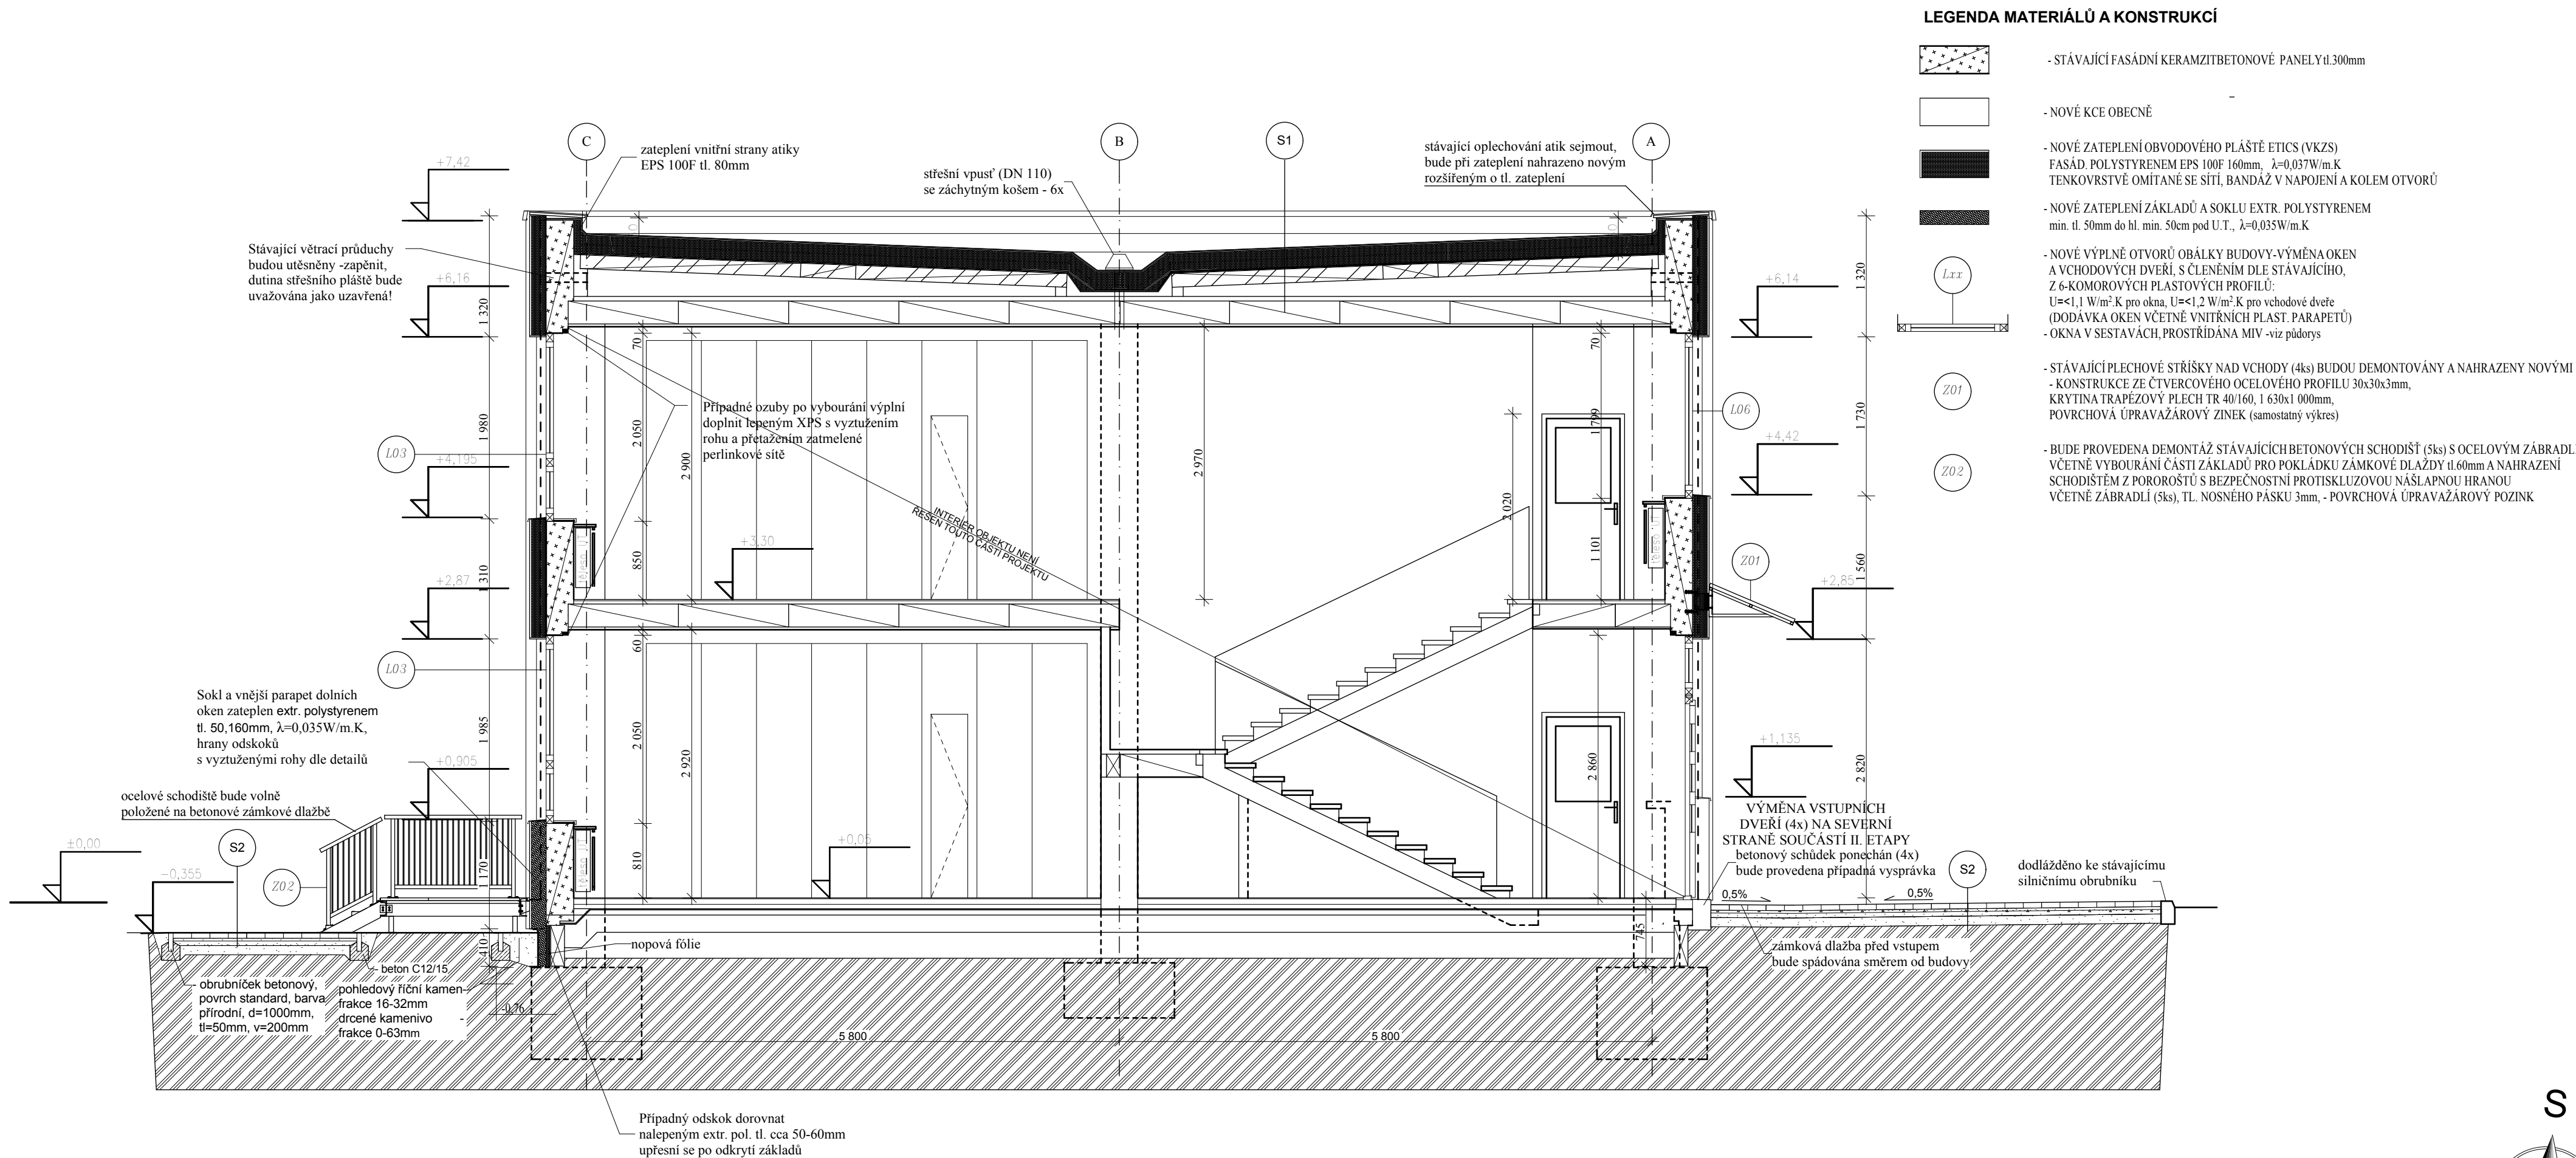 LEGENDA MATERIÁLŮ A KONSTRUKCÍ
- STÁVAJÍCÍ FASÁDNÍ KERAMZITBETONOVÉ PANELY tl.300mm
- NOVÉ KCE OBECNĚ
- NOVÉ ZATEPLENÍ OBVODOVÉHO PLÁŠTĚ ETICS (VKZS)
FASÁD. POLYSTYRENEM EPS 100F 160mm, λ=0,037W/m.K
TENKOVRSTVĚ OMÍTANÉ SE SÍTÍ, BANDÁŽ V NAPOJENÍ A KOLEM OTVORŮ
- NOVÉ ZATEPLENÍ ZÁKLADŮ A SOKLU EXTR. POLYSTYRENEM
min. tl. 50mm do hl. min. 50cm pod U.T., λ=0,035W/m.K
Lxx
- NOVÉ VÝPLNĚ OTVORŮ OBÁLKY BUDOVY-VÝMĚNA OKEN
A VCHODOVÝCH DVEŘÍ, S ČLENĚNÍM DLE STÁVAJÍCÍHO,
Z 6-KOMOROVÝCH PLASTOVÝCH PROFILŮ:
U=<1,1 W/m².K pro okna, U=<1,2 W/m².K pro vchodové dveře
(DODÁVKA OKEN VČETNĚ VNITŘNÍCH PLAST. PARAPETŮ)
- OKNA V SESTAVÁCH, PROSTŘÍDÁNA MIV -viz půdorys
Z01
- STÁVAJÍCÍ PLECHOVÉ STŘÍŠKY NAD VCHODY (4ks) BUDOU DEMONTOVÁNY A NAHRAZENY NOVÝMI
- KONSTRUKCE ZE ČTVERCOVÉHO OCELOVÉHO PROFILU 30x30x3mm,
KRYTINA TRAPÉZOVÝ PLECH TR 40/160, 1 630x1 000mm,
POVRCHOVÁ ÚPRAVAŽÁROVÝ ZINEK (samostatný výkres)
Z02
- BUDE PROVEDENA DEMONTÁŽ STÁVAJÍCÍCH BETONOVÝCH SCHODIŠŤ (5ks) S OCELOVÝM ZÁBRADL
VČETNĚ VYBOURÁNÍ ČÁSTI ZÁKLADŮ PRO POKLÁDKU ZÁMKOVÉ DLAŽDY tl.60mm A NAHRAZENÍ
SCHODIŠTĚM Z POROROŠTŮ S BEZPEČNOSTNÍ PROTISKLUZOVOU NÁŠLAPNOU HRANOU
VČETNĚ ZÁBRADLÍ (5ks), TL. NOSNÉHO PÁSKU 3mm, - POVRCHOVÁ ÚPRAVAŽÁROVÝ POZINK
C
B
S1
A
zateplení vnitřní strany atiky
EPS 100F tl. 80mm
střešní vpusť (DN 110)
se záchytným košem - 6x
stávající oplechování atik sejmout,
bude při zateplení nahrazeno novým
rozšířeným o tl. zateplení
+7,42
Stávající větrací průduchy
budou utěsněny -zapěnit,
dutina střešního pláště bude
uvažována jako uzavřená!
+6,16
1 320
+6,14
1 320
70
70
Případné ozuby po vybourání výplní
doplnit lepeným XPS s vyztužením
rohu a přetažením zatmelené
perlinkové sítě
L03
1 980
2 050
2 900
2 970
1 799
2 020
L06
1 730
+4,42
+4,195
INTERIÉR OBJEKTU NENÍ
ŘEŠEN TOUTO ČÁSTÍ PROJEKTU
+3,30
těleso ÚT
850
1 101
těleso ÚT
Z01
1 560
+2,85
+2,87
1 310
60
L03
Sokl a vnější parapet dolních
oken zateplen extr. polystyrenem
tl. 50,160mm, λ=0,035W/m.K,
hrany odskoků
s vyztuženými rohy dle detailů
1 985
2 050
2 920
2 860
+1,135
2 820
+0,905
ocelové schodiště bude volně
položené na betonové zámkové dlažbě
VÝMĚNA VSTUPNÍCH
DVEŘÍ (4x) NA SEVERNÍ
STRANĚ SOUČÁSTÍ II. ETAPY
betonový schůdek ponechán (4x)
bude provedena případná vysprávka
±0,00
S2
-0,355
Z02
1 170
těleso ÚT
810
+0,05
S2
dodlážděno ke stávajícímu
silničnímu obrubníku
0,5%
0,5%
410
nopová fólie
745
zámková dlažba před vstupem
bude spádována směrem od budovy
- beton C12/15
obrubníček betonový,
povrch standard, barva
přírodní, d=1000mm,
tl=50mm, v=200mm
pohledový říční kamen
frakce 16-32mm
drcené kamenivo
frakce 0-63mm
-0,76
5 800
5 800
Případný odskok dorovnat
nalepeným extr. pol. tl. cca 50-60mm
upřesní se po odkrytí základů
S